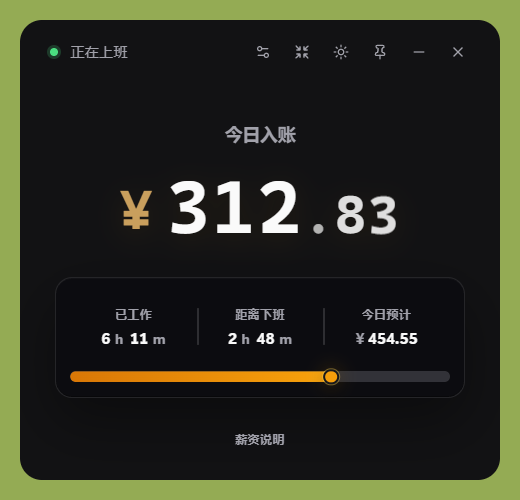 正在上班
今日入账
¥ 312.83
已工作 距离下班 今日预计
6 h 11 m 2 h 48 m ¥ 454.55
薪资说明